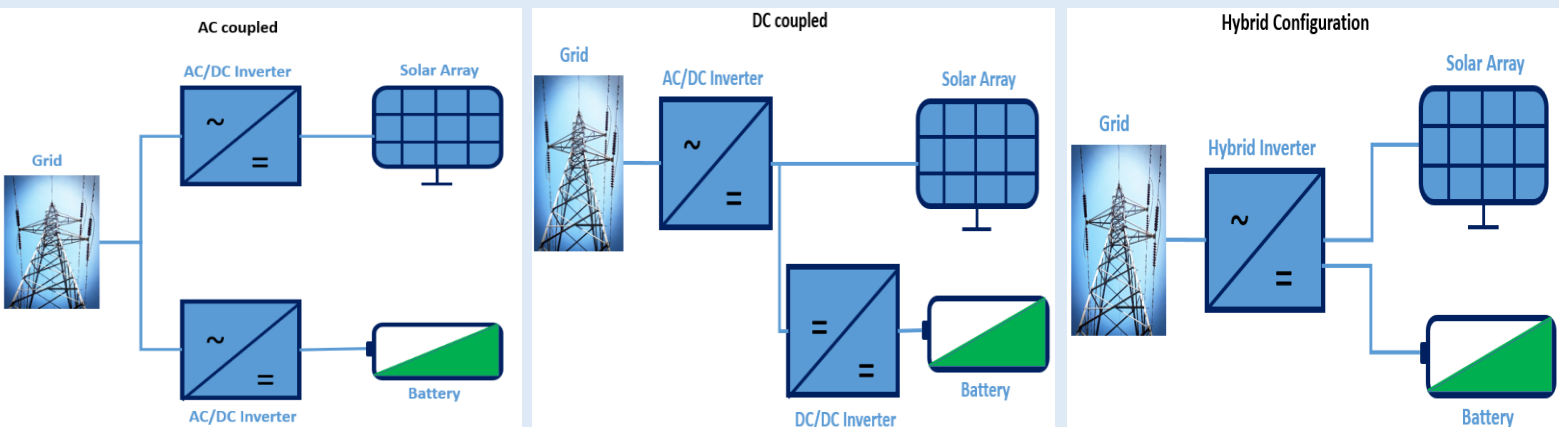 AC coupled
AC/DC Inverter
Solar Array
~
=
Grid
~
=
Battery
AC/DC Inverter
DC coupled
Grid
AC/DC Inverter
Solar Array
~
=
=
=
Battery
DC/DC Inverter
Hybrid Configuration
Solar Array
Grid
Hybrid Inverter
~
=
Battery